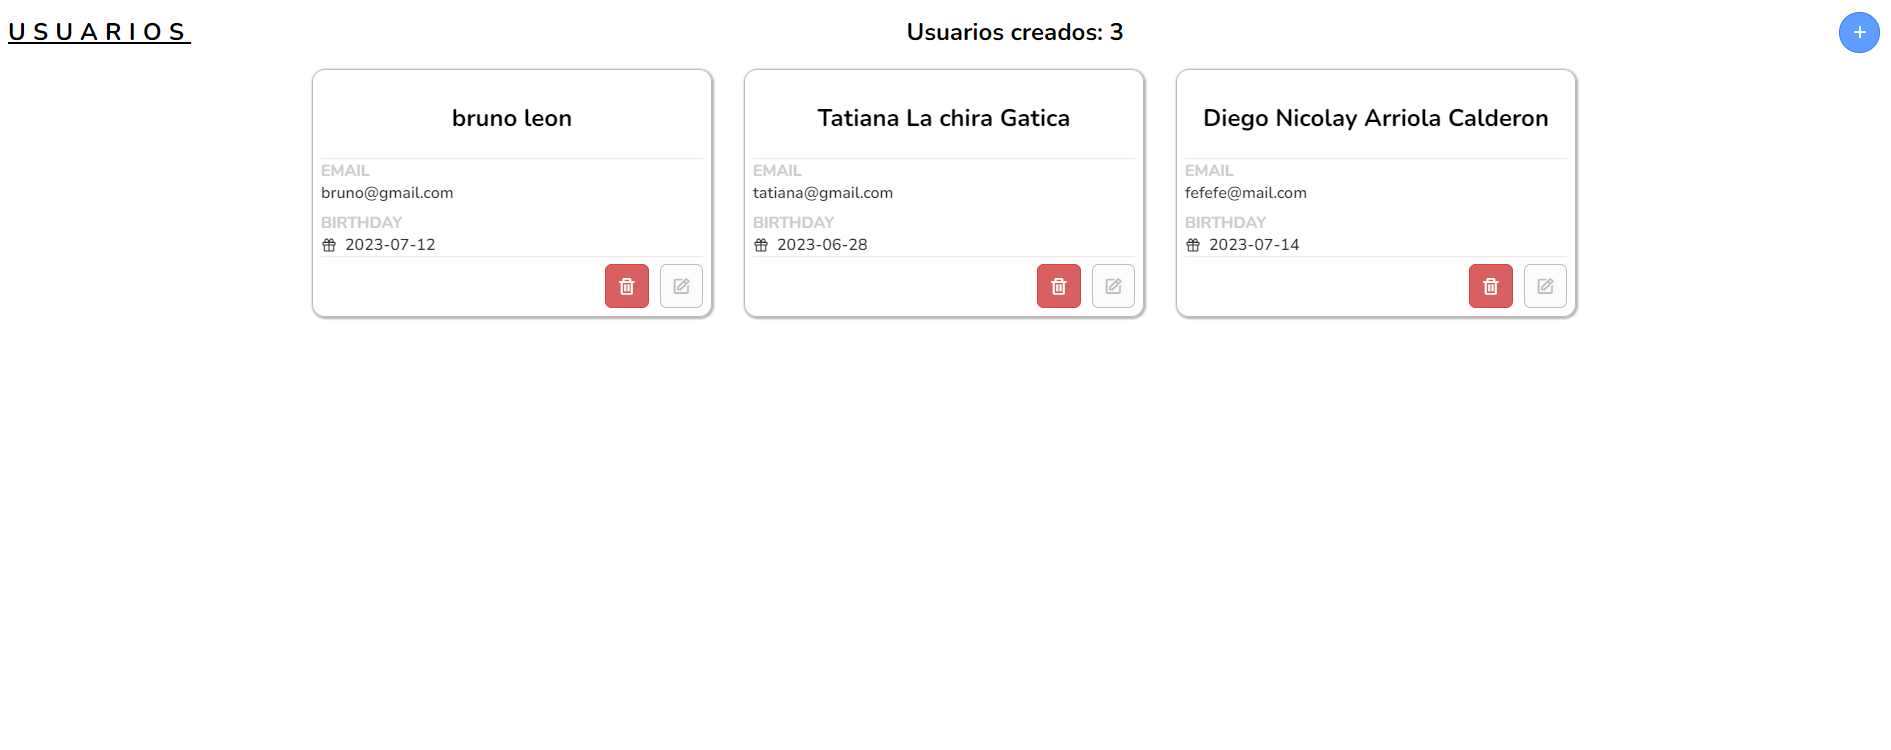 USUARIOS
Usuarios creados: 3
+
bruno leon
EMAIL
bruno@gmail.com
BIRTHDAY
2023-07-12
Tatiana La chira Gatica
EMAIL
tatiana@gmail.com
BIRTHDAY
2023-06-28
Diego Nicolay Arriola Calderon
EMAIL
fefefe@mail.com
BIRTHDAY
2023-07-14